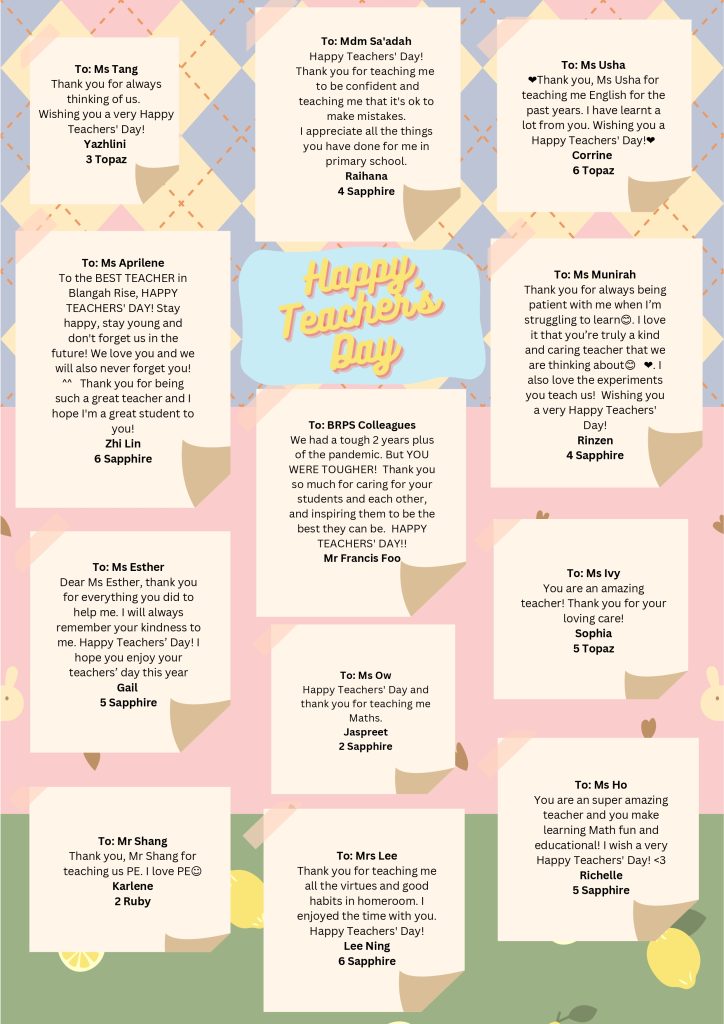 To: Ms Tang
Thank you for always
thinking of us.
Wishing you a very Happy
Teachers' Day!
Yazhlini
3 Topaz
To: Mdm Sa'adah
Happy Teachers' Day!
Thank you for teaching me
to be confident and
teaching me that it's ok to
make mistakes.
I appreciate all the things
you have done for me in
primary school.
Raihana
4 Sapphire
To: Ms Usha
❤Thank you, Ms Usha for
teaching me English for the
past years. I have learnt a
lot from you. Wishing you a
Happy Teachers' Day!❤
Corrine
6 Topaz
To: Ms Aprilene
To the BEST TEACHER in
Blangah Rise, HAPPY
TEACHERS' DAY! Stay
happy, stay young and
don't forget us in the
future! We love you and we
will also never forget you!
^^ Thank you for being
such a great teacher and I
hope I'm a great student to
you!
Zhi Lin
6 Sapphire
Happy,
Teachers
Day
To: Ms Munirah
Thank you for always being
patient with me when I’m
struggling to learn😊. I love
it that you’re truly a kind
and caring teacher that we
are thinking about😊 ❤. I
also love the experiments
you teach us! Wishing you
a very Happy Teachers'
Day!
Rinzen
4 Sapphire
To: BRPS Colleagues
We had a tough 2 years plus
of the pandemic. But YOU
WERE TOUGHER! Thank you
so much for caring for your
students and each other,
and inspiring them to be the
best they can be. HAPPY
TEACHERS' DAY!!
Mr Francis Foo
To: Ms Esther
Dear Ms Esther, thank you
for everything you did to
help me. I will always
remember your kindness to
me. Happy Teachers’ Day! I
hope you enjoy your
teachers’ day this year
Gail
5 Sapphire
To: Ms Ivy
You are an amazing
teacher! Thank you for your
loving care!
Sophia
5 Topaz
To: Ms Ow
Happy Teachers' Day and
thank you for teaching me
Maths.
Jaspreet
2 Sapphire
To: Mr Shang
Thank you, Mr Shang for
teaching us PE. I love PE😊
Karlene
2 Ruby
To: Mrs Lee
Thank you for teaching me
all the virtues and good
habits in homeroom. I
enjoyed the time with you.
Happy Teachers' Day!
Lee Ning
6 Sapphire
To: Ms Ho
You are an super amazing
teacher and you make
learning Math fun and
educational! I wish a very
Happy Teachers' Day! <3
Richelle
5 Sapphire